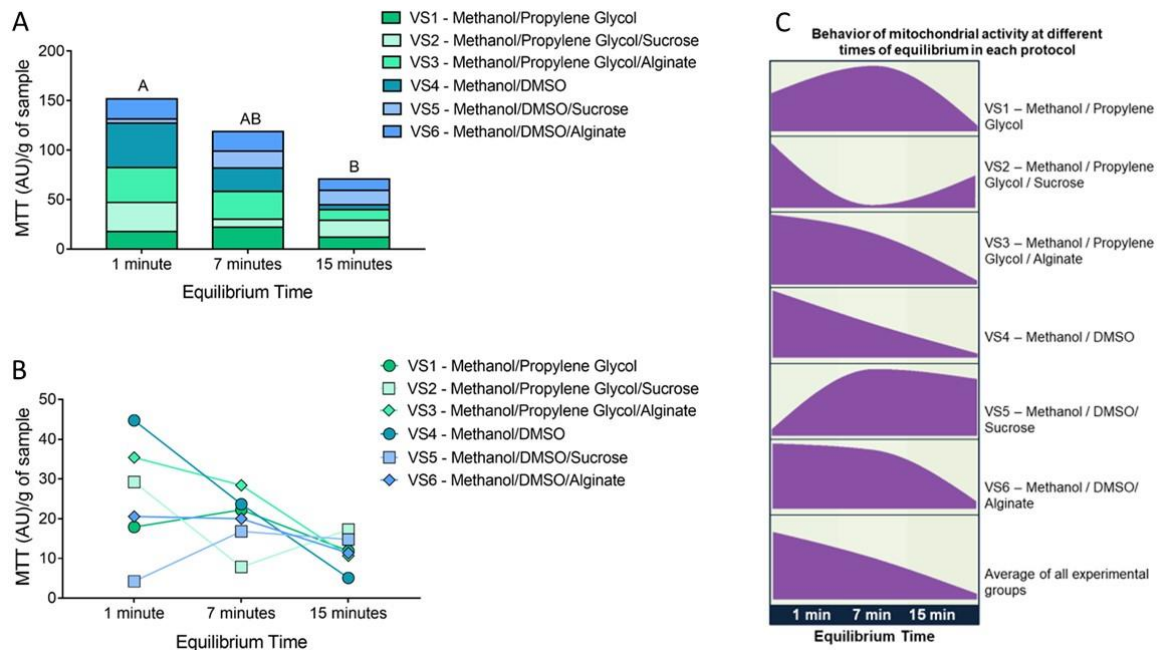 A
VS1 - Methanol/Propylene Glycol
VS2 - Methanol/Propylene Glycol/Sucrose
VS3 - Methanol/Propylene Glycol/Alginate
VS4 - Methanol/DMSO
VS5 - Methanol/DMSO/Sucrose
VS6 - Methanol/DMSO/Alginate
MTT (AU)/g of sample
200
150
100
50
0
A
AB
B
1 minute
7 minutes
15 minutes
Equilibrium Time
B
VS1 - Methanol/Propylene Glycol
VS2 - Methanol/Propylene Glycol/Sucrose
VS3 - Methanol/Propylene Glycol/Alginate
VS4 - Methanol/DMSO
VS5 - Methanol/DMSO/Sucrose
VS6 - Methanol/DMSO/Alginate
MTT (AU)/g of sample
50
40
30
20
10
0
1 minute
7 minutes
15 minutes
Equilibrium Time
C
Behavior of mitochondrial activity at different
times of equilibrium in each protocol
VS1 – Methanol / Propylene
Glycol
VS2 – Methanol / Propylene
Glycol / Sucrose
VS3 – Methanol / Propylene
Glycol / Alginate
VS4 – Methanol / DMSO
VS5 – Methanol / DMSO/
Sucrose
VS6 – Methanol / DMSO/
Alginate
Average of all experimental
groups
1 min
7 min
15 min
Equilibrium Time